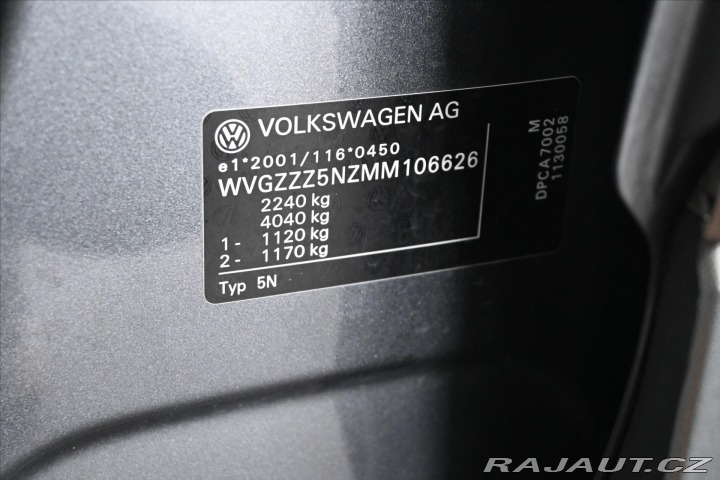 VOLKSWAGEN AG
e1*2001/116*0450
WVGZZZ5NZMM106626
2240 kg
4040 kg
1 - 1120 kg
2 - 1170 kg
Typ 5N
M
DPCA7002
1130058
RAJAUT.CZ